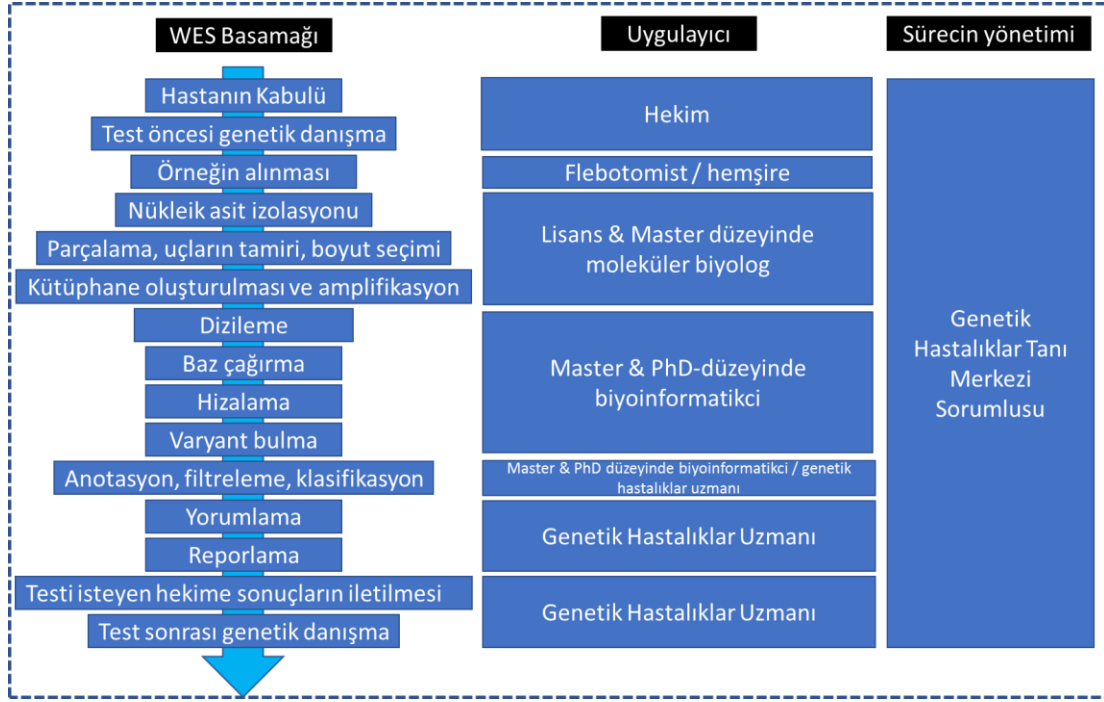 WES Basamağı
Uygulayıcı
Sürecin yönetimi
Hastanın Kabulü
Test öncesi genetik danışma
Örneğin alınması
Nükleik asit izolasyonu
Parçalama, uçların tamiri, boyut seçimi
Kütüphane oluşturulması ve amplifikasyon
Dizileme
Baz çağırma
Hizalama
Varyant bulma
Anotasyon, filtreleme, klasifikasyon
Yorumlama
Reporlama
Testi isteyen hekime sonuçların iletilmesi
Test sonrası genetik danışma
Hekim
Flebotomist / hemşire
Lisans & Master düzeyinde
moleküler biyolog
Master & PhD-düzeyinde
biyoinformatikci
Master & PhD düzeyinde biyoinformatikci / genetik
hastalıklar uzmanı
Genetik Hastalıklar Uzmanı
Genetik Hastalıklar Uzmanı
Genetik
Hastalıklar Tanı
Merkezi
Sorumlusu